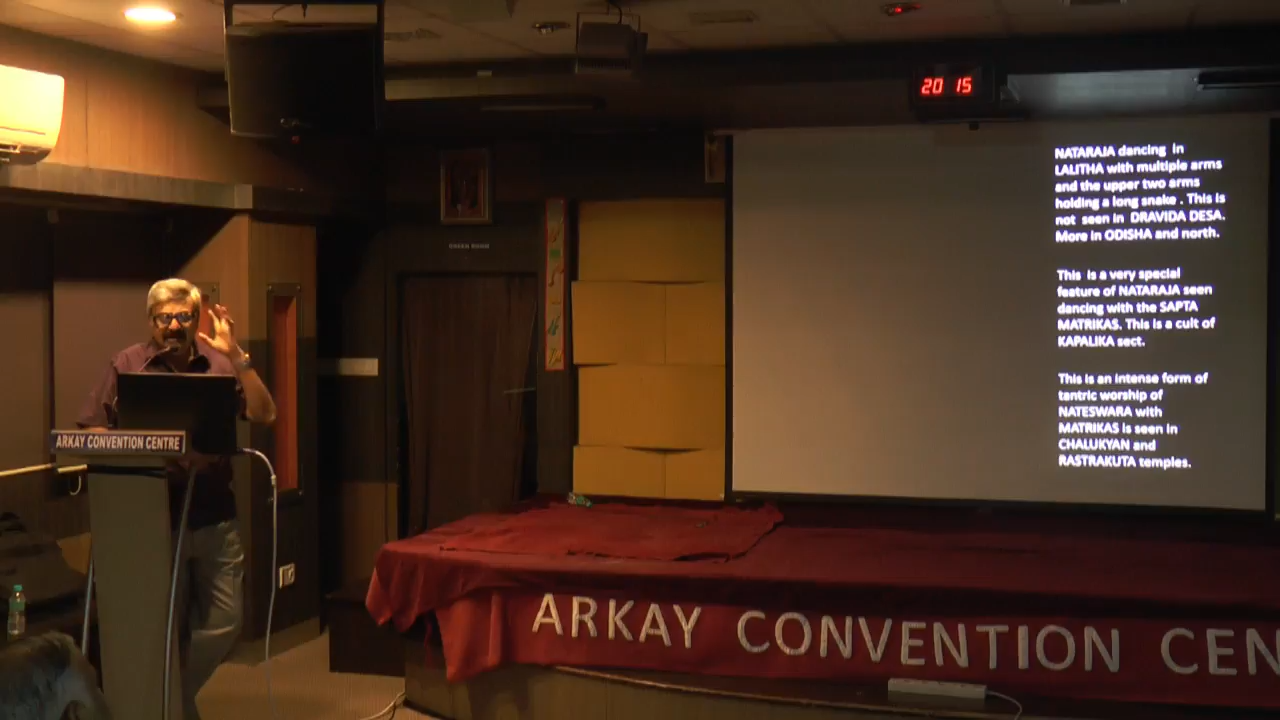 20 15
NATARAJA dancing in
LALITHA with multiple arms
and the upper two arms
holding a long snake . This is
not seen in DRAVIDA DESA.
More in ODISHA and north.
This is a very special
feature of NATARAJA seen
dancing with the SAPTA
MATRIKAS. This is a cult of
KAPALIKA sect.
This is an intense form of
tantric worship of
NATESWARA with
MATRIKAS is seen in
CHALUKYAN and
RASTRAKUTA temples.
GREEN ROOM
ARKAY CONVENTION CENTRE
ARKAY CONVENTION CEN